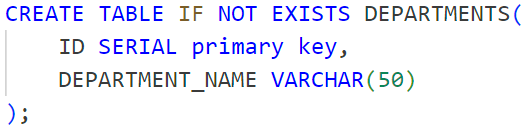 CREATE TABLE IF NOT EXISTS DEPARTMENTS(
    ID SERIAL primary key,
    DEPARTMENT_NAME VARCHAR(50)
);